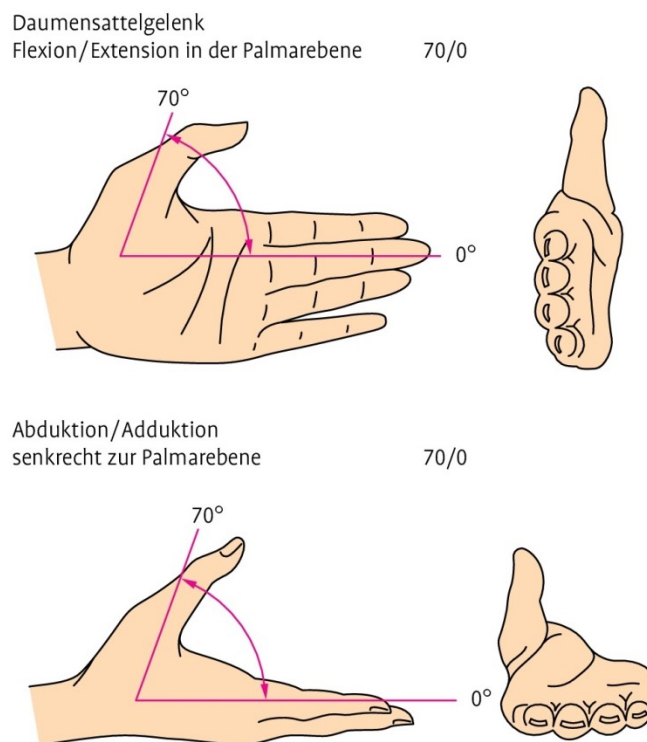 Daumensattelgelenk
Flexion/Extension in der Palmarebene 70/0
70°
0°
Abduktion/Adduktion
senkrecht zur Palmarebene 70/0
70°
0°